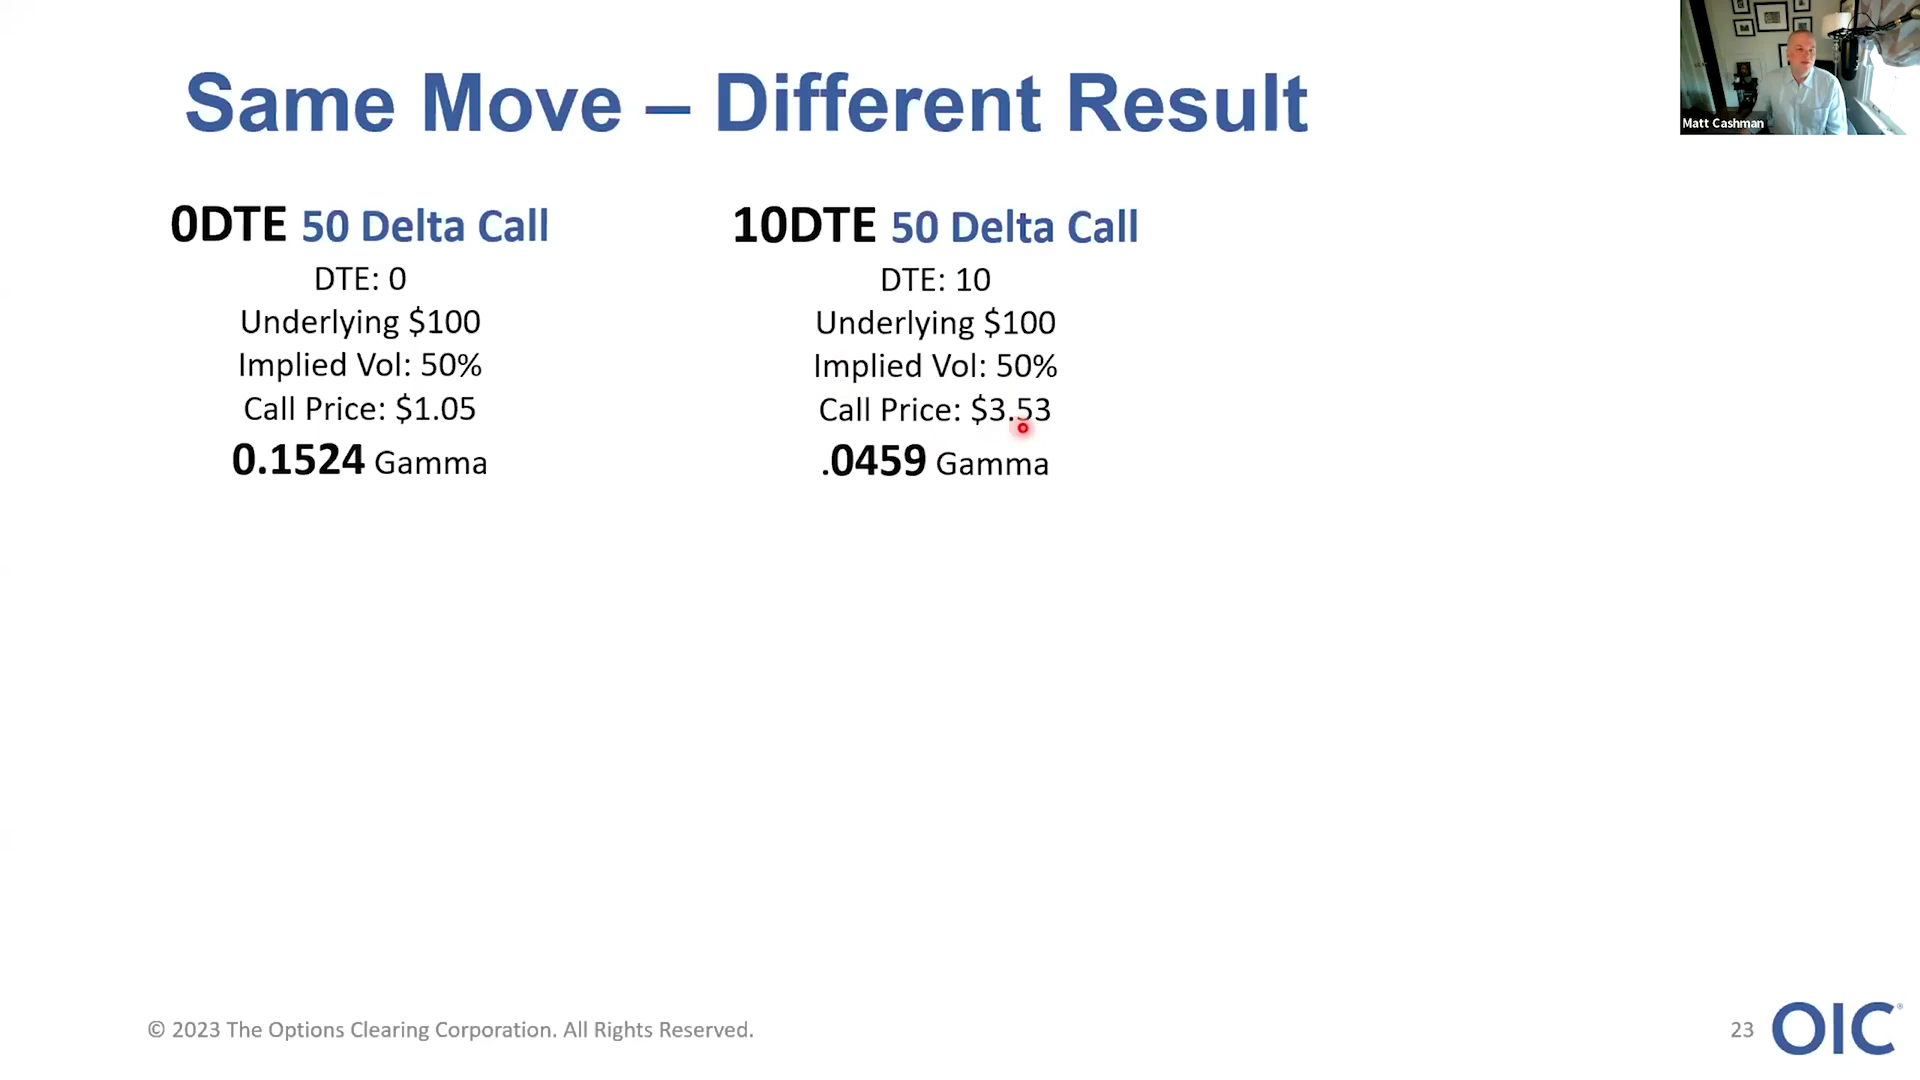 Same Move – Different Result
Matt Cashman
0DTE 50 Delta Call
DTE: 0
Underlying $100
Implied Vol: 50%
Call Price: $1.05
0.1524 Gamma
10DTE 50 Delta Call
DTE: 10
Underlying $100
Implied Vol: 50%
Call Price: $3.53
.0459 Gamma
© 2023 The Options Clearing Corporation. All Rights Reserved.
23
OIC®